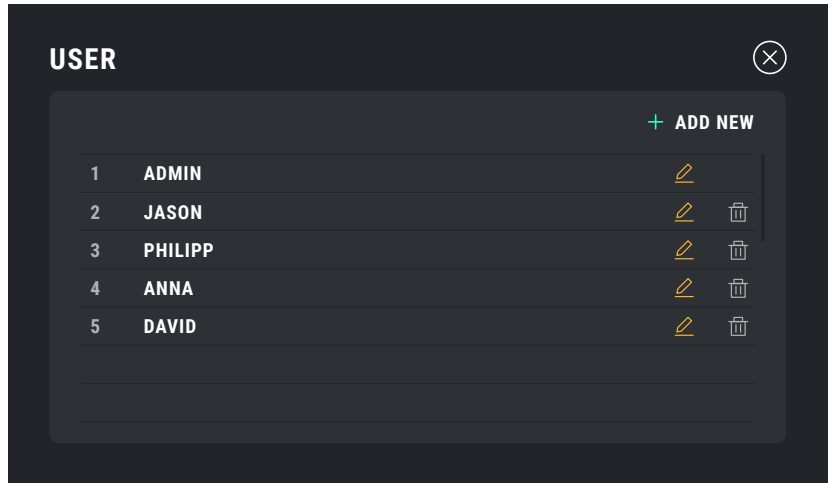 USER
+ ADD NEW
1 ADMIN
2 JASON
3 PHILIPP
4 ANNA
5 DAVID